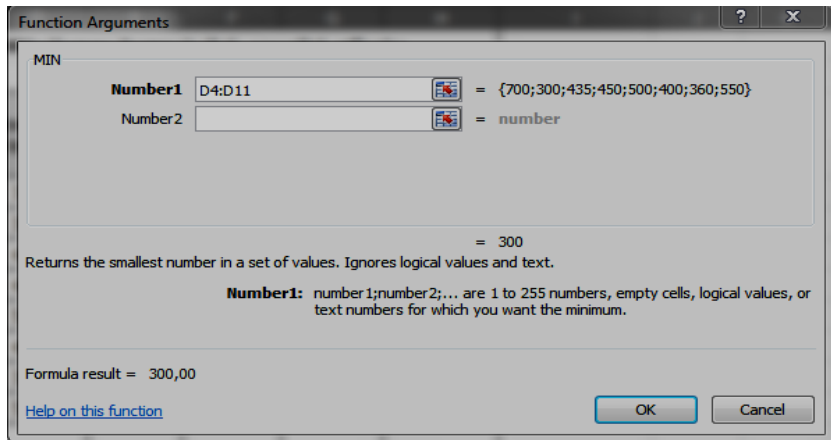 Function Arguments
? X
MIN
Number1 D4:D11 = {700;300;435;450;500;400;360;550}
Number2 = number
= 300
Returns the smallest number in a set of values. Ignores logical values and text.
Number1: number1;number2;... are 1 to 255 numbers, empty cells, logical values, or
text numbers for which you want the minimum.
Formula result = 300,00
Help on this function OK Cancel